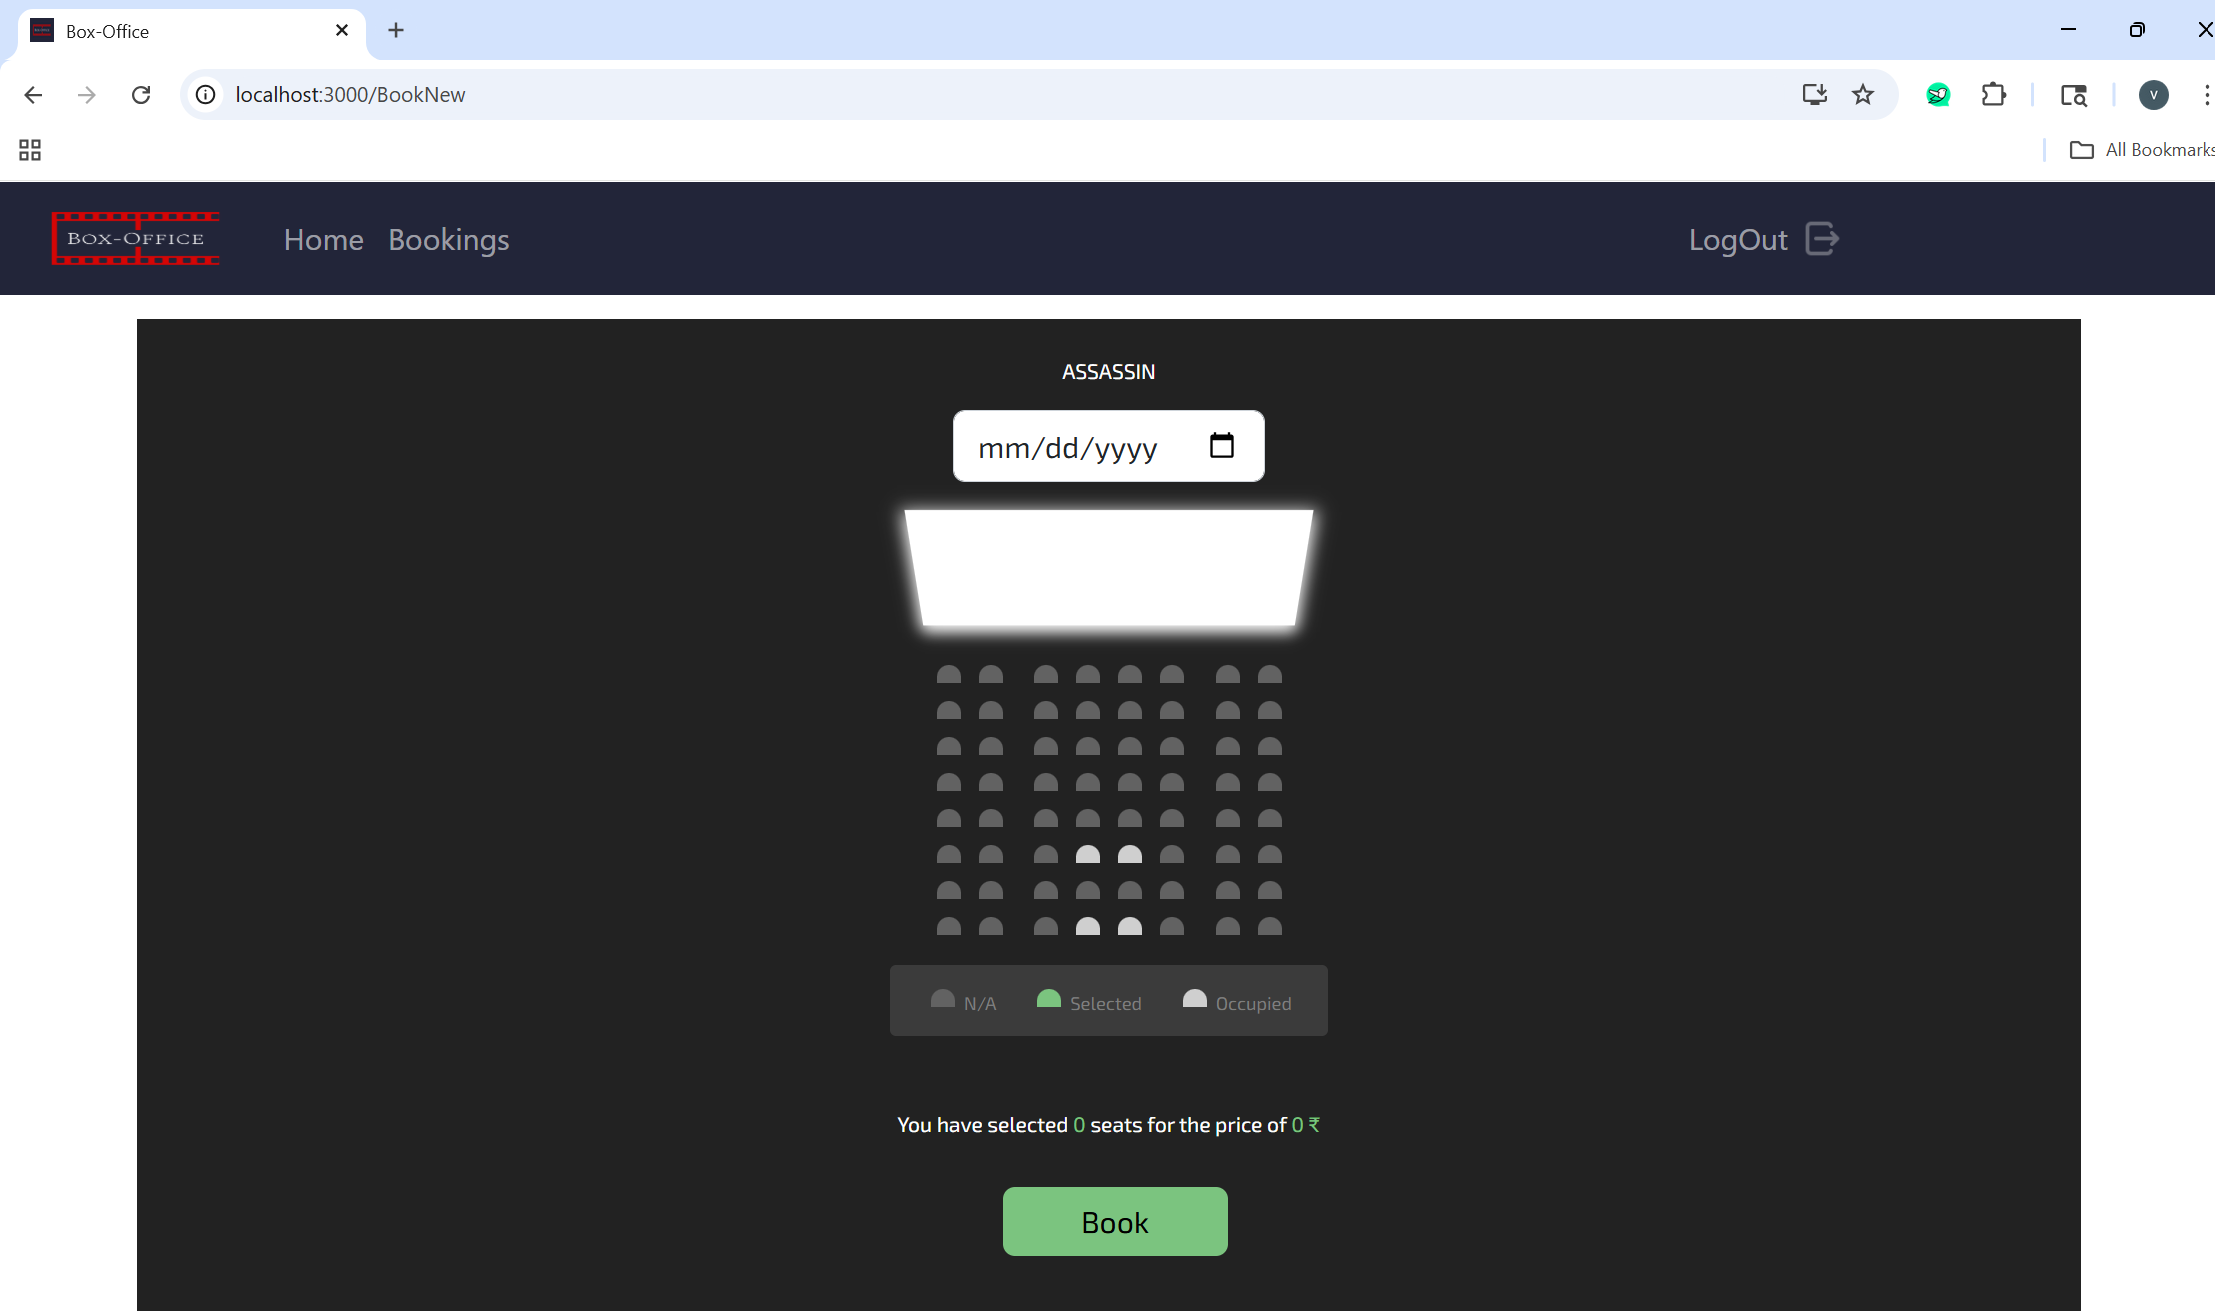 Box-Office
localhost:3000/BookNew
V
All Bookmarks
BOX-OFFICE
Home Bookings LogOut
ASSASSIN
mm/dd/yyyy
N/A Selected Occupied
You have selected 0 seats for the price of 0 ₹
Book